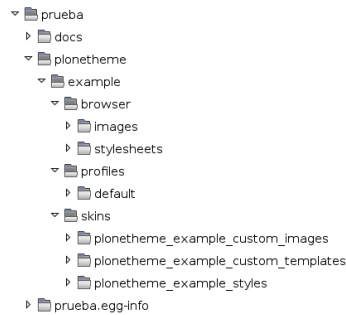 prueba
docs
plonetheme
example
browser
images
stylesheets
profiles
default
skins
plonetheme_example_custom_images
plonetheme_example_custom_templates
plonetheme_example_styles
prueba.egg-info